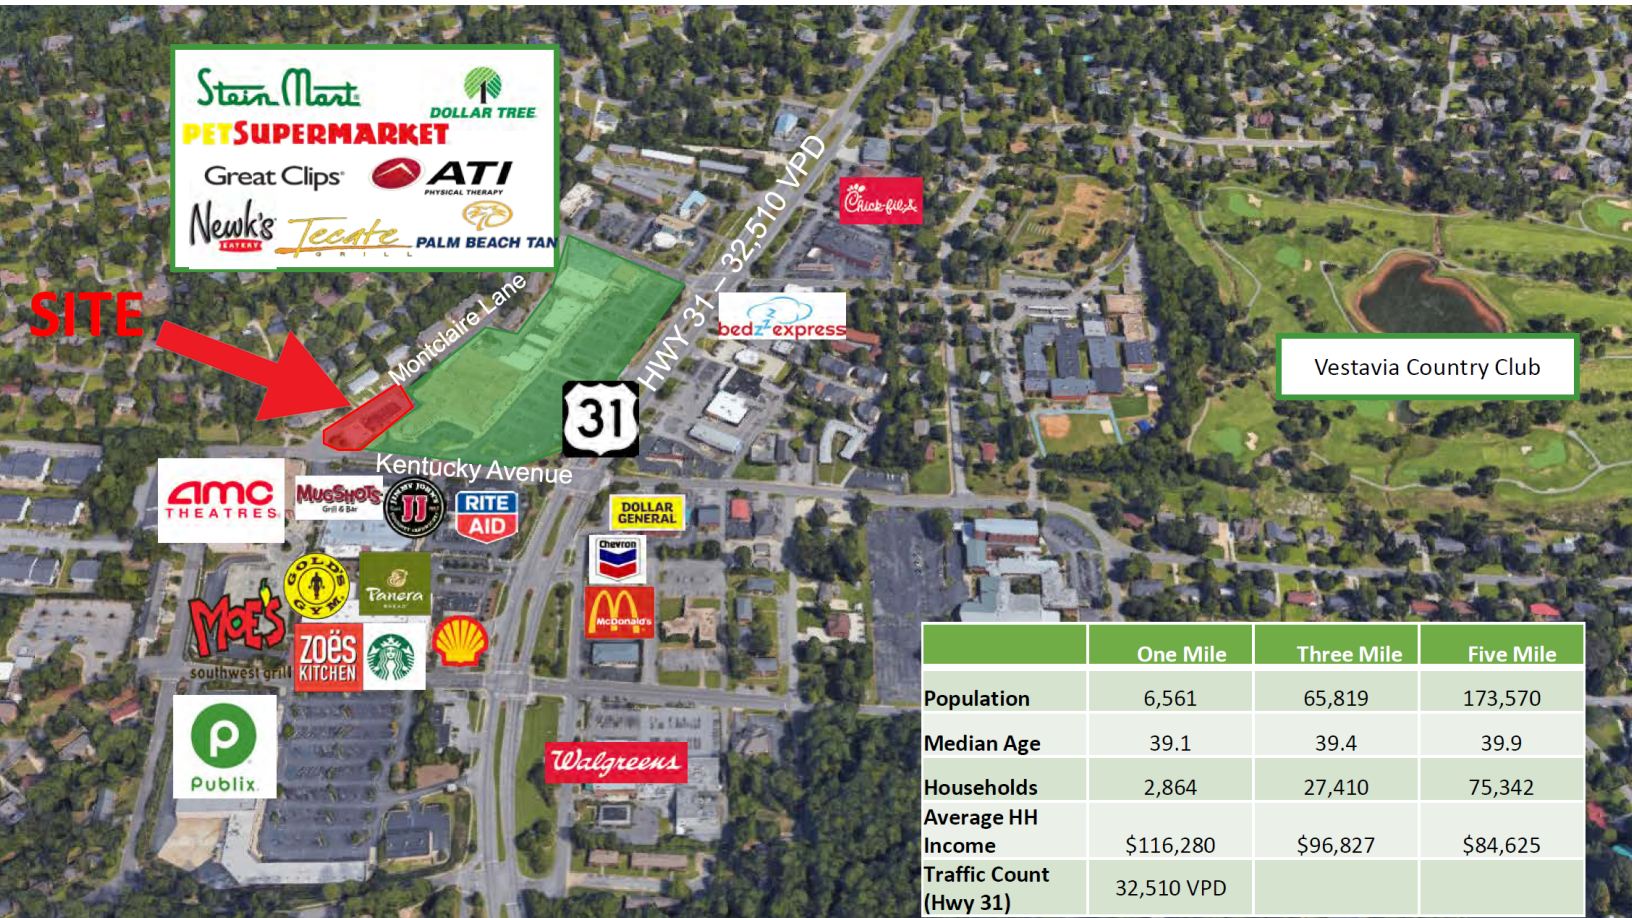 Stein Mart
DOLLAR TREE
PETSUPERMARKET
Great Clips
ATI
PHYSICAL THERAPY
Newk's
EATERY
Tecate
GRILL
PALM BEACH TAN
SITE
Montclaire Lane
HWY 31 – 32,510 VPD
Chick-fil-A
bedzzzexpress
Vestavia Country Club
31
Kentucky Avenue
amc
THEATRES
MUGSHOTS
Grill & Bar
JIMMY JOHN'S
JJ
RITE
AID
DOLLAR
GENERAL
Chevron
GOLD'S
GYM
Panera
BREAD
McDonald's
MOE'S
southwest grill
ZOËS
KITCHEN
Publix
Walgreens
One Mile Three Mile Five Mile
Population 6,561 65,819 173,570
Median Age 39.1 39.4 39.9
Households 2,864 27,410 75,342
Average HH
Income $116,280 $96,827 $84,625
Traffic Count
(Hwy 31) 32,510 VPD